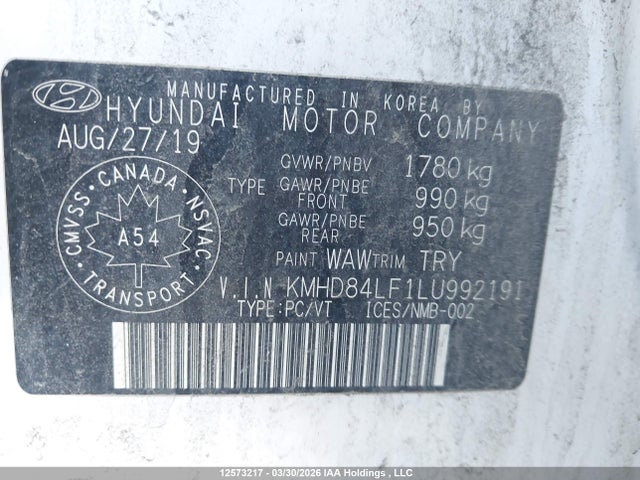 MANUFACTURED IN KOREA BY
HYUNDAI MOTOR COMPANY
AUG/27/19
GVWR/PNBV 1780 kg
TYPE GAWR/PNBE FRONT 990 kg
GAWR/PNBE REAR 950 kg
PAINT WAW TRIM TRY
V.I.N KMHD84LF1LU992191
TYPE:PC/VT ICES/NMB-002
CMVSS · CANADA · NSVAC
A54
· TRANSPORT ·
12573217 - 03/30/2026 IAA Holdings , LLC